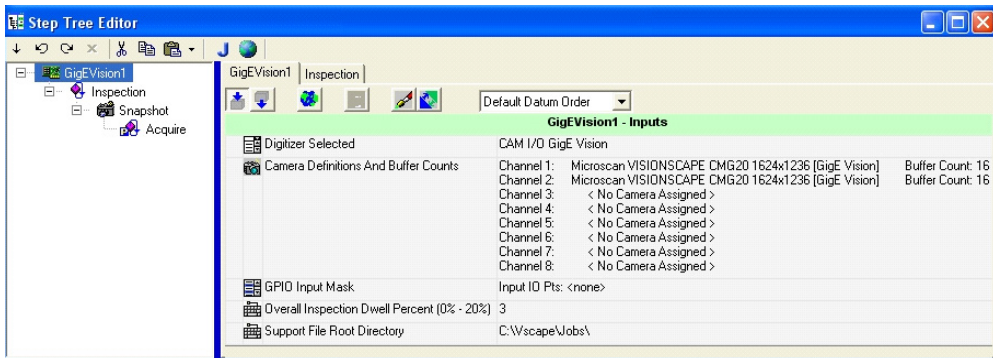 Step Tree Editor
GigEVision1
Inspection
Snapshot
Acquire
GigEVision1 Inspection
Default Datum Order
GigEVision1 - Inputs
Digitizer Selected CAM I/O GigE Vision
Camera Definitions And Buffer Counts Channel 1: Microscan VISIONSCAPE CMG20 1624x1236 [GigE Vision] Buffer Count: 16
Channel 2: Microscan VISIONSCAPE CMG20 1624x1236 [GigE Vision] Buffer Count: 16
Channel 3: < No Camera Assigned >
Channel 4: < No Camera Assigned >
Channel 5: < No Camera Assigned >
Channel 6: < No Camera Assigned >
Channel 7: < No Camera Assigned >
Channel 8: < No Camera Assigned >
GPIO Input Mask Input IO Pts: <none>
Overall Inspection Dwell Percent (0% - 20%) 3
Support File Root Directory C:\Vscape\Jobs\